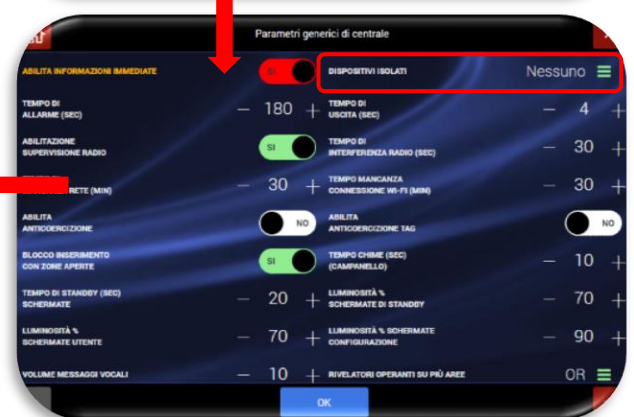 Parametri generici di centrale
ABILITA INFORMAZIONI IMMEDIATE
SI
DISPOSITIVI ISOLATI
Nessuno
TEMPO DI
ALLARME (SEC)
180
TEMPO DI
USCITA (SEC)
4
ABILITAZIONE
SUPERVISIONE RADIO
SI
TEMPO DI
INTERFERENZA RADIO (SEC)
30
RETE (MIN)
30
TEMPO MANCANZA
CONNESSIONE WI-FI (MIN)
30
ABILITA
ANTICOERCIZIONE
NO
ABILITA
ANTICOERCIZIONE TAG
NO
BLOCCO INSERIMENTO
CON ZONE APERTE
SI
TEMPO CHIME (SEC)
(CAMPANELLO)
10
TEMPO DI STANDBY (SEC)
SCHERMATE
20
LUMINOSITÀ %
SCHERMATE DI STANDBY
70
LUMINOSITÀ %
SCHERMATE UTENTE
70
LUMINOSITÀ % SCHERMATE
CONFIGURAZIONE
90
VOLUME MESSAGGI VOCALI
10
RIVELATORI OPERANTI SU PIÙ AREE
OR
OK